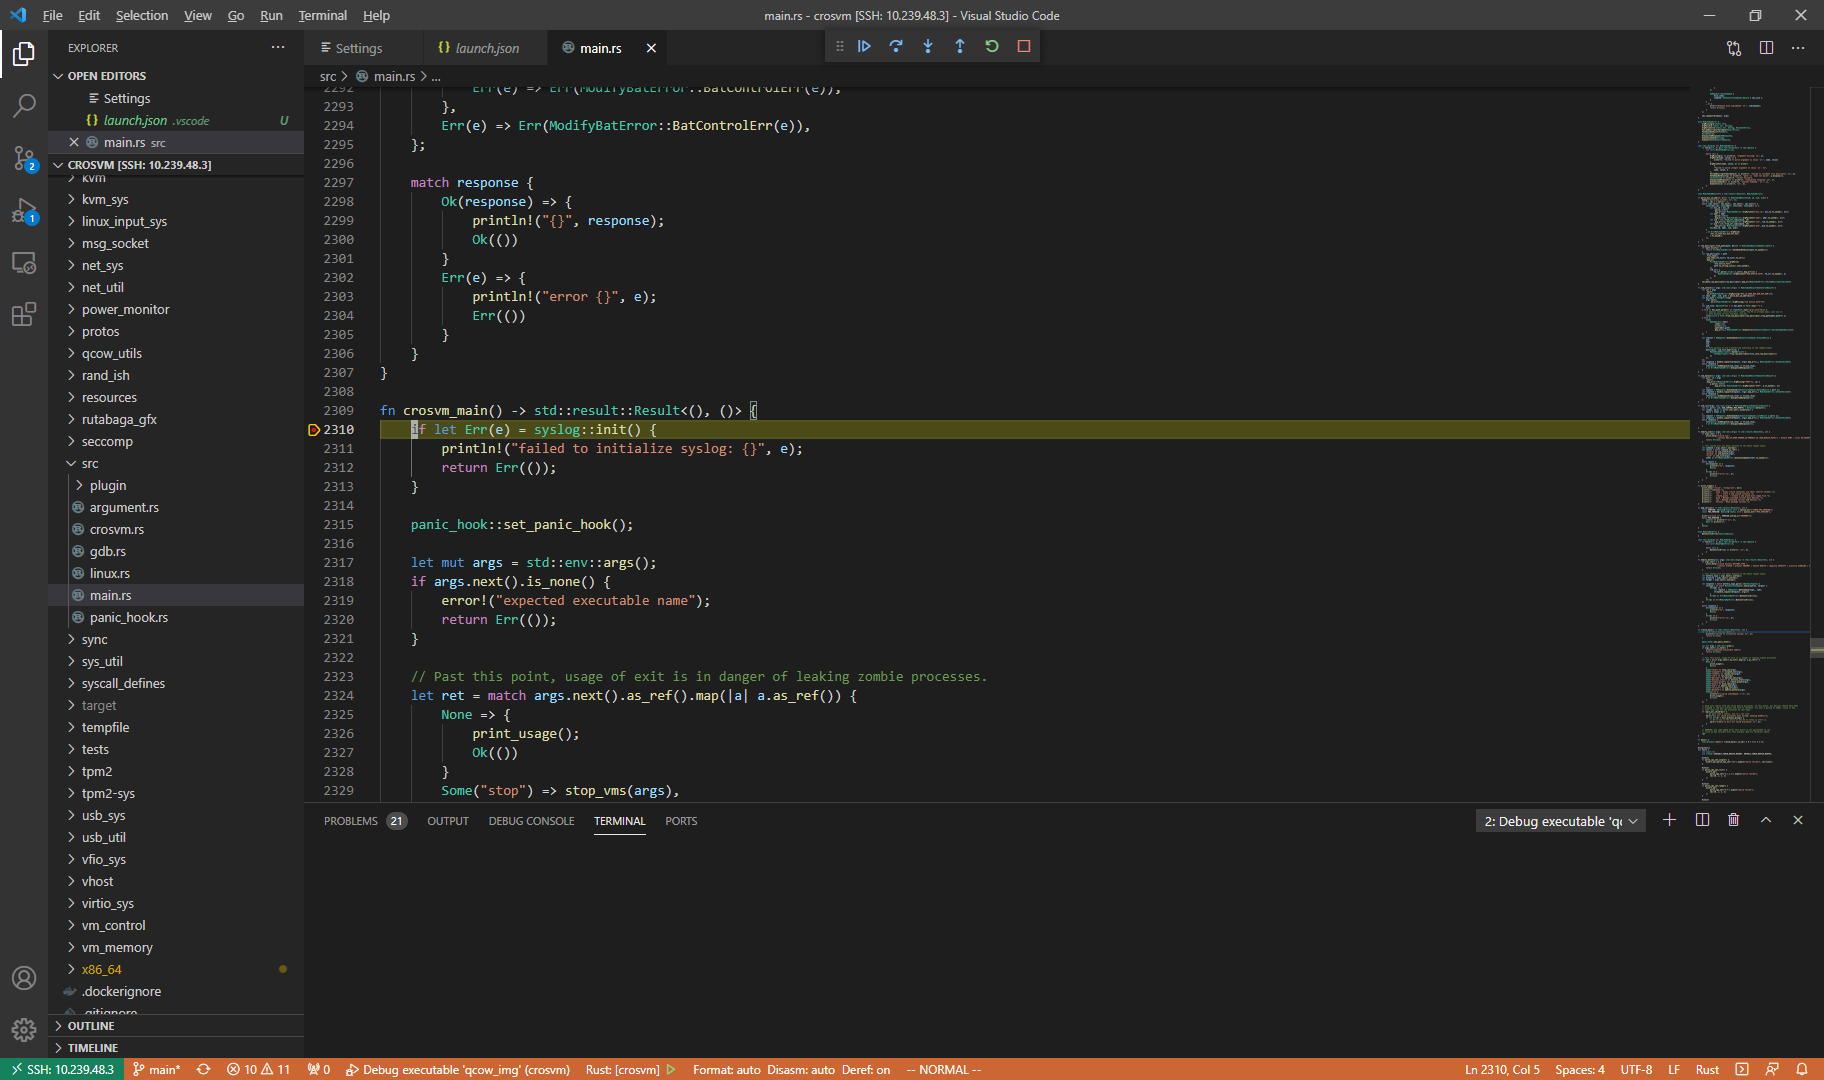 File Edit Selection View Go Run Terminal Help
main.rs - crosvm [SSH: 10.239.48.3] - Visual Studio Code
EXPLORER
OPEN EDITORS
Settings
launch.json .vscode U
main.rs src
CROSVM [SSH: 10.239.48.3]
kvm
kvm_sys
linux_input_sys
msg_socket
net_sys
net_util
power_monitor
protos
qcow_utils
rand_ish
resources
rutabaga_gfx
seccomp
src
plugin
argument.rs
crosvm.rs
gdb.rs
linux.rs
main.rs
panic_hook.rs
sync
sys_util
syscall_defines
target
tempfile
tests
tpm2
tpm2-sys
usb_sys
usb_util
vfio_sys
vhost
virtio_sys
vm_control
vm_memory
x86_64
.dockerignore
.gitignore
OUTLINE
TIMELINE
2
1
Settings
launch.json
main.rs
src > main.rs > ...
2292 Err(e) => Err(ModifyBatError::BatControlErr(e)),
2293 },
2294 Err(e) => Err(ModifyBatError::BatControlErr(e)),
2295 };
2296
2297 match response {
2298 Ok(response) => {
2299 println!("{}", response);
2300 Ok(())
2301 }
2302 Err(e) => {
2303 println!("error {}", e);
2304 Err(())
2305 }
2306 }
2307 }
2308
2309 fn crosvm_main() -> std::result::Result<(), ()> {
2310 if let Err(e) = syslog::init() {
2311 println!("failed to initialize syslog: {}", e);
2312 return Err(());
2313 }
2314
2315 panic_hook::set_panic_hook();
2316
2317 let mut args = std::env::args();
2318 if args.next().is_none() {
2319 error!("expected executable name");
2320 return Err(());
2321 }
2322
2323 // Past this point, usage of exit is in danger of leaking zombie processes.
2324 let ret = match args.next().as_ref().map(|a| a.as_ref()) {
2325 None => {
2326 print_usage();
2327 Ok(())
2328 }
2329 Some("stop") => stop_vms(args),
PROBLEMS 21 OUTPUT DEBUG CONSOLE TERMINAL PORTS
2: Debug executable 'qc
SSH: 10.239.48.3 main* 10 11 0 Debug executable 'qcow_img' (crosvm) Rust: [crosvm] Format: auto Disasm: auto Deref: on -- NORMAL --
Ln 2310, Col 5 Spaces: 4 UTF-8 LF Rust